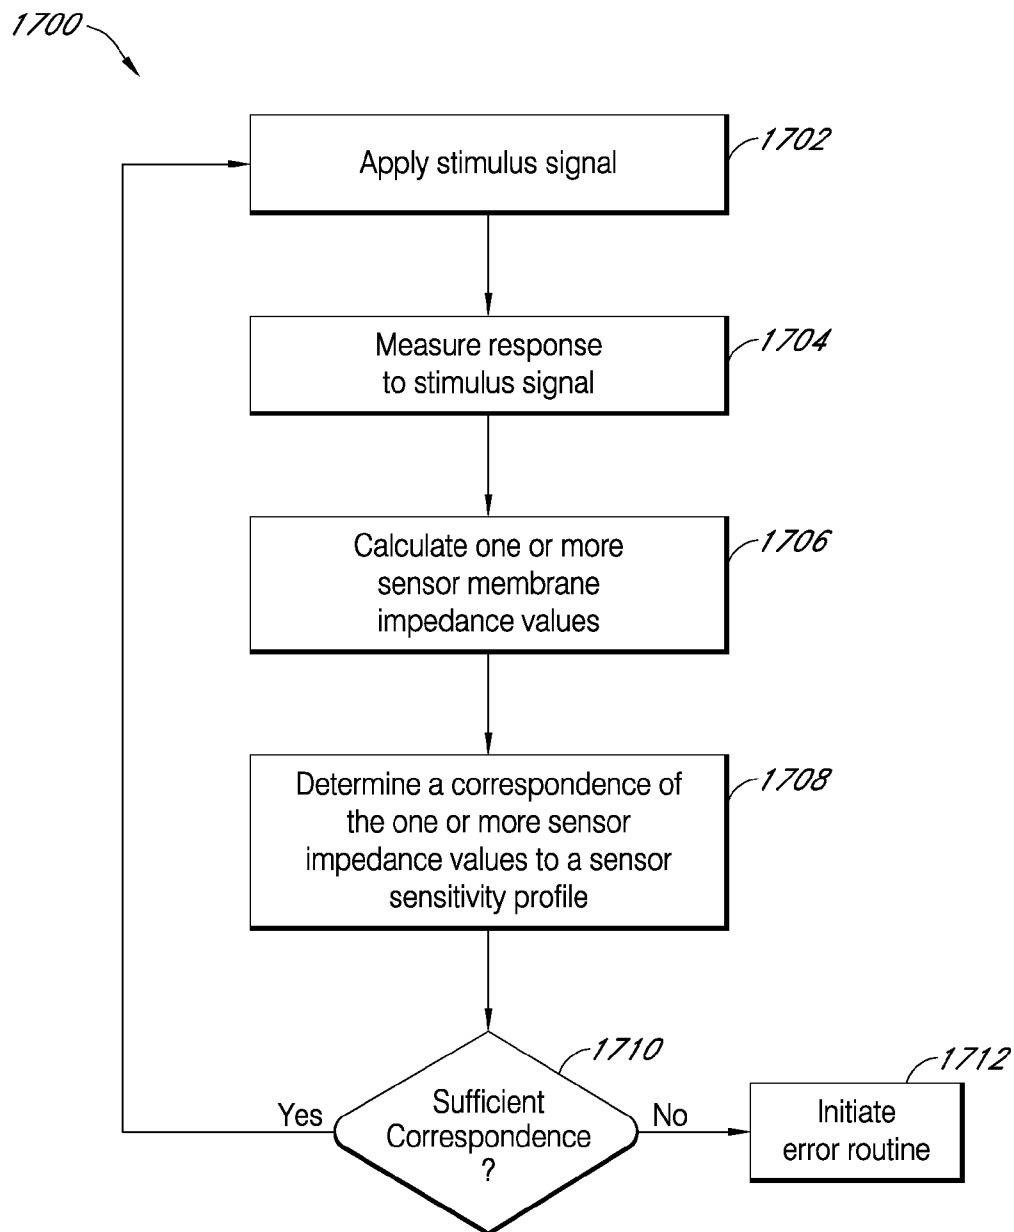 1700
Apply stimulus signal
1702
Measure response
to stimulus signal
1704
Calculate one or more
sensor membrane
impedance values
1706
Determine a correspondence of
the one or more sensor
impedance values to a sensor
sensitivity profile
1708
Sufficient
Correspondence
?
1710
Yes
No
Initiate
error routine
1712